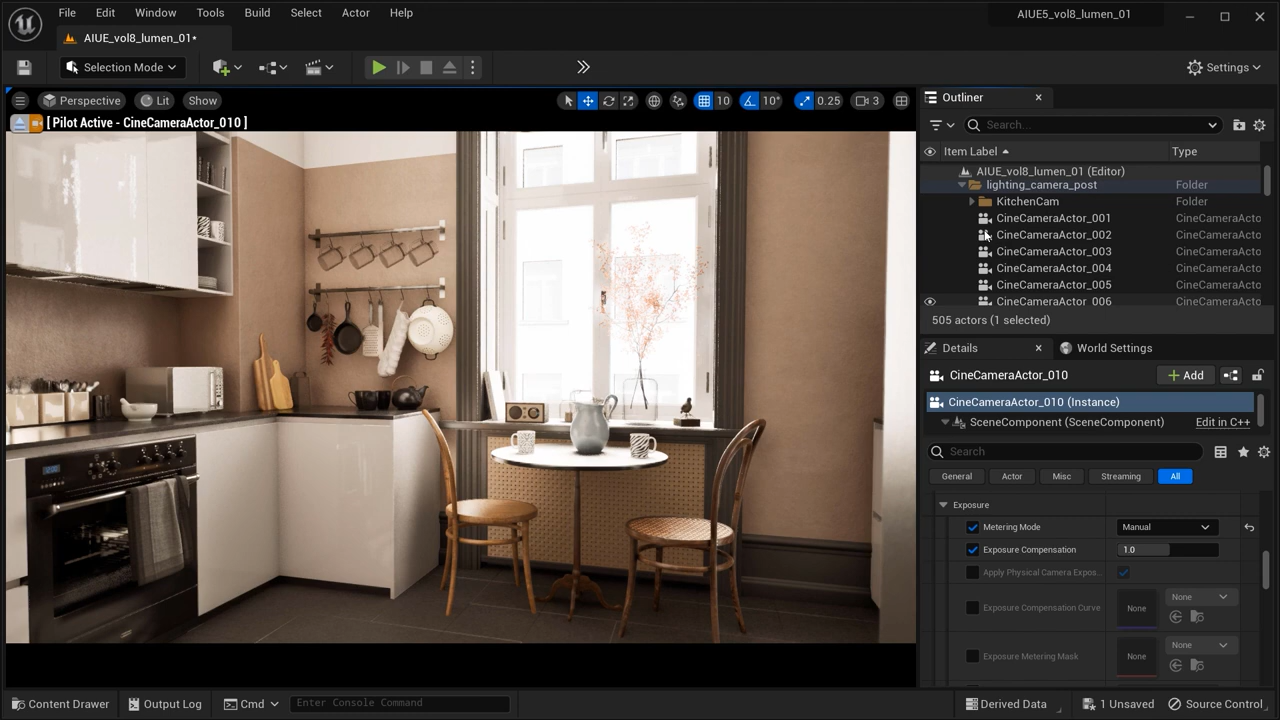 File Edit Window Tools Build Select Actor Help
AIUE5_vol8_lumen_01
AIUE_vol8_lumen_01*
Selection Mode
Settings
Perspective Lit Show
10 10° 0.25 3
[ Pilot Active - CineCameraActor_010 ]
Outliner
Search...
Item Label Type
AIUE_vol8_lumen_01 (Editor)
lighting_camera_post Folder
KitchenCam Folder
CineCameraActor_001 CineCameraActo
CineCameraActor_002 CineCameraActo
CineCameraActor_003 CineCameraActo
CineCameraActor_004 CineCameraActo
CineCameraActor_005 CineCameraActo
CineCameraActor_006 CineCameraActo
505 actors (1 selected)
Details World Settings
CineCameraActor_010 Add
CineCameraActor_010 (Instance)
SceneComponent (SceneComponent) Edit in C++
Search
General Actor Misc Streaming All
Exposure
Metering Mode Manual
Exposure Compensation 1.0
Apply Physical Camera Expos...
Exposure Compensation Curve None None
Exposure Metering Mask None None
Content Drawer Output Log Cmd Enter Console Command Derived Data 1 Unsaved Source Control